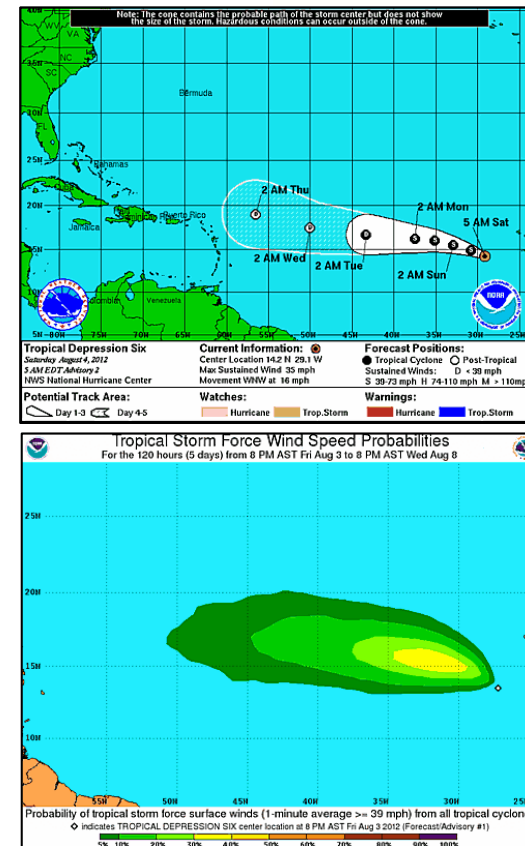 Note: The cone contains the probable path of the storm center but does not show
the size of the storm. Hazardous conditions can occur outside of the cone.
WV
VA
35N
NC
SC
Bermuda
30N
FL
25N
Bahamas
2 AM Thu
2 AM Mon
20N
Puerto Rico
5 AM Sat
Jamaica
15N
2 AM Wed
2 AM Tue
2 AM Sun
NOAA
Colombia
Venezuela
5N 80W 75W 70W 65W 60W 55W 50W 45W 40W 35W 30W 25W
Tropical Depression Six
Saturday August 4, 2012
5 AM EDT Advisory 2
NWS National Hurricane Center
Current Information:
Center Location 14.2 N 29.1 W
Max Sustained Wind 35 mph
Movement WNW at 16 mph
Forecast Positions:
Tropical Cyclone Post-Tropical
Sustained Winds: D < 39 mph
S 39-73 mph H 74-110 mph M > 110mp
Potential Track Area:
Day 1-3 Day 4-5
Watches:
Hurricane Trop.Storm
Warnings:
Hurricane Trop.Storm
Tropical Storm Force Wind Speed Probabilities
For the 120 hours (5 days) from 8 PM AST Fri Aug 3 to 8 PM AST Wed Aug 8
25N
20N
15N
10N
55W 50W 45W 40W 35W 30W
Probability of tropical storm force surface winds (1-minute average >= 39 mph) from all tropical cyclone
indicates TROPICAL DEPRESSION SIX center location at 8 PM AST Fri Aug 3 2012 (Forecast/Advisory #1)
5% 10% 20% 30% 40% 50% 60% 70% 80% 90% 100%